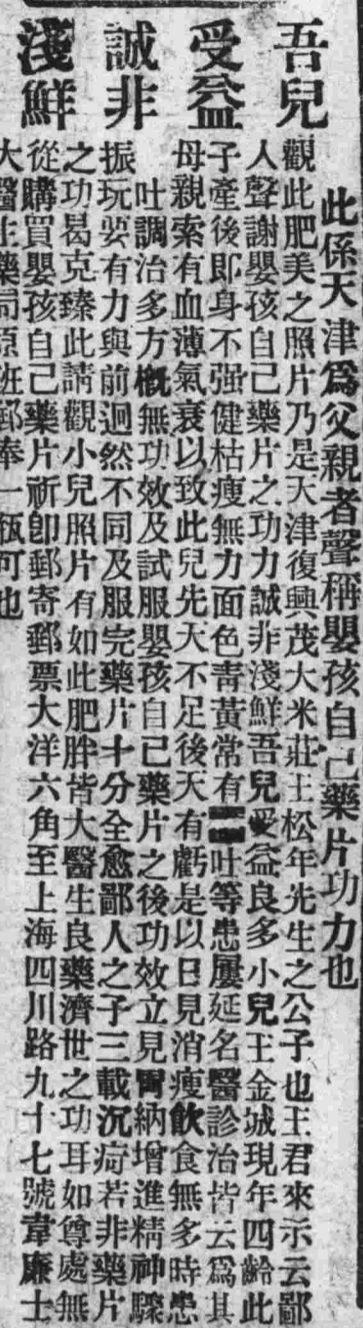 吾兒
受益
誠非
淺鮮
此係天津爲父親者聲稱嬰孩自己藥片功力也
觀此肥美之照片乃是天津復興茂大米莊王松年先生之公子也王君來示云鄙
人聲謝嬰孩自己藥片之功力誠非淺鮮吾兒受益良多小兒王金城現年四齡此
子產後即身不强健枯瘦無力面色靑黃常有吐等患屢延名醫診治皆云爲其
母親索有血薄氣衰以致此兒先天不足後天有虧是以日見消瘦飲食無多時患
吐調治多方概無功效及試服嬰孩自己藥片之後功效立見胃納增進精神驟
振玩耍有力與前迥然不同及服完藥片十分全愈鄙人之子三載沉疴若非藥片
之功曷克臻此請觀小兒照片有如此肥胖皆大醫生良藥濟世之功耳如尊處無
從購買嬰孩自己藥片祈卽郵寄郵票大洋六角至上海四川路九十七號韋廉士
大醫生藥局原班郵奉一瓶可也